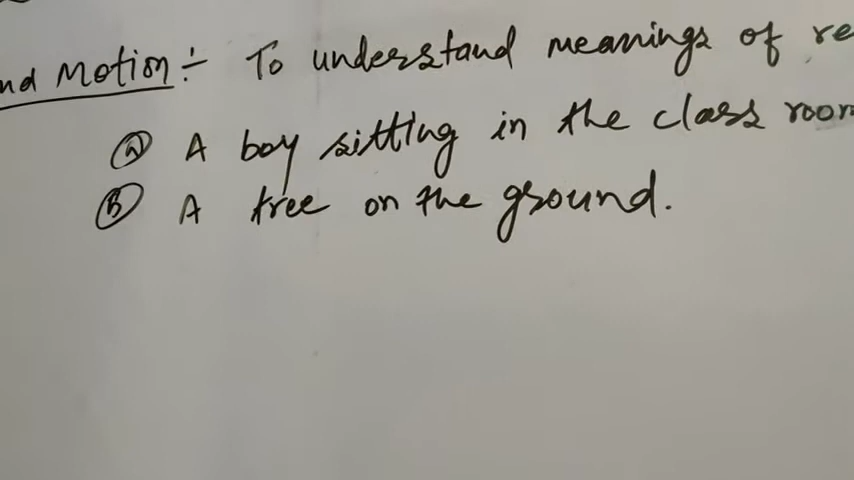 nd Motion:- To understand meanings of re
(a) A boy sitting in the class room
(B) A tree on the ground.